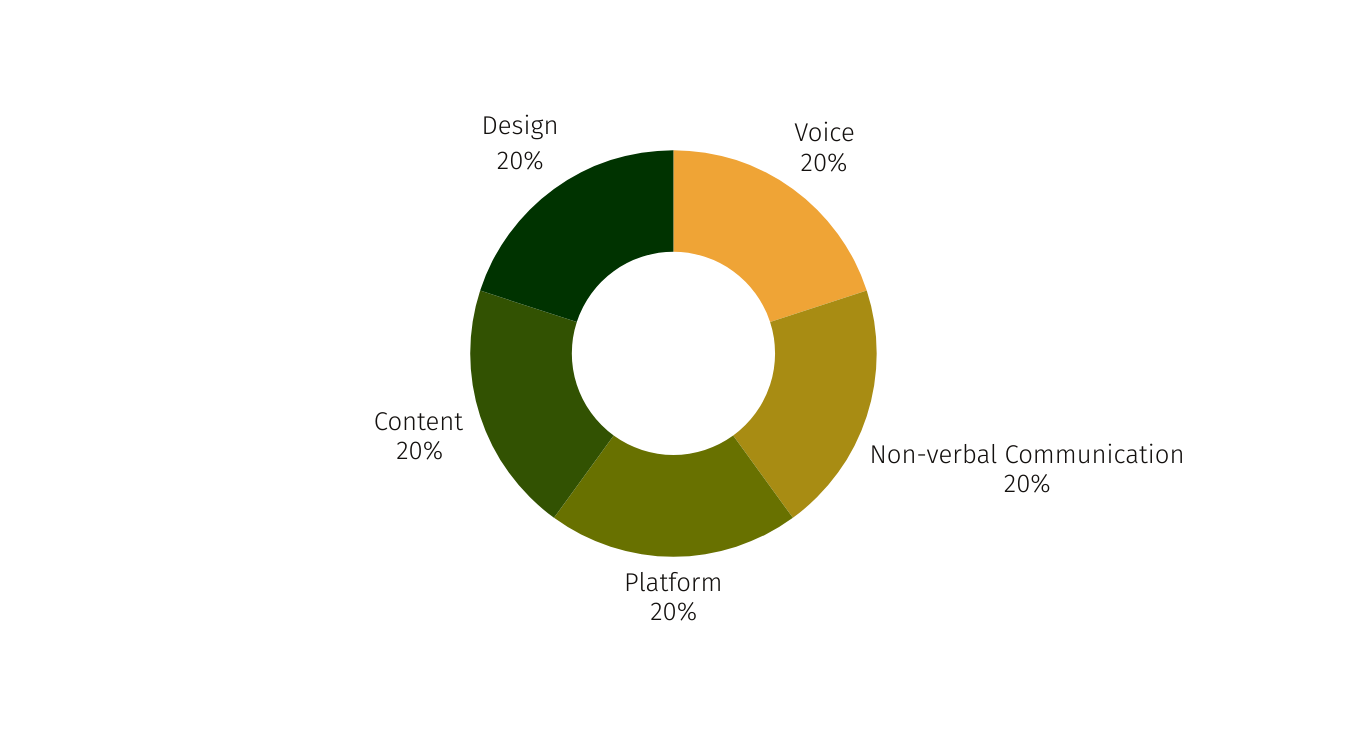 Design
20%
Voice
20%
Content
20%
Non-verbal Communication
20%
Platform
20%